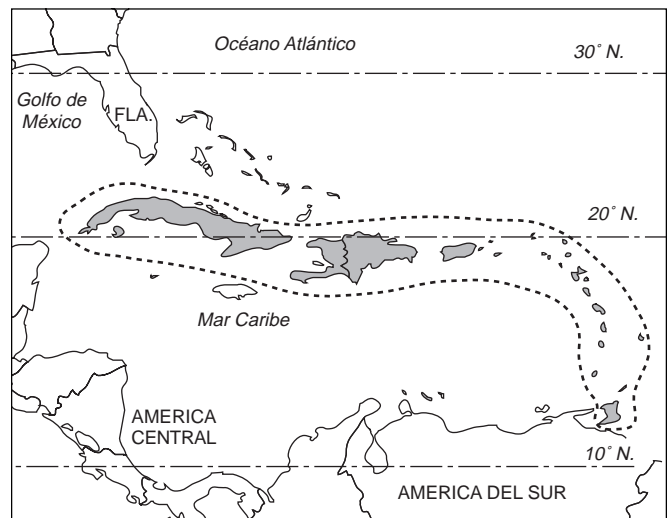 Océano Atlántico
30° N.
Golfo de
México
FLA.
20° N.
Mar Caribe
AMERICA
CENTRAL
10° N.
AMERICA DEL SUR